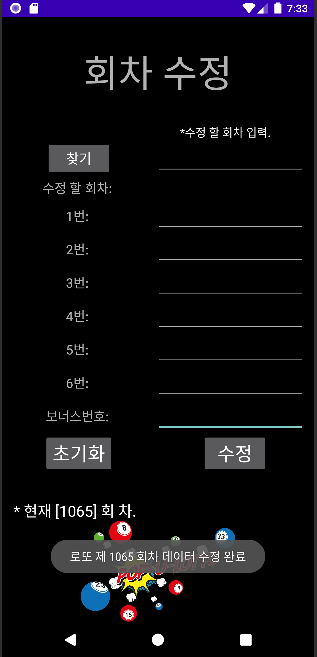 7:33
회차 수정
*수정 할 회차 입력.
찾기
수정 할 회차:
1번:
2번:
3번:
4번:
5번:
6번:
보너스번호:
초기화 수정
* 현재 [1065] 회 차.
로또 제 1065 회차 데이터 수정 완료